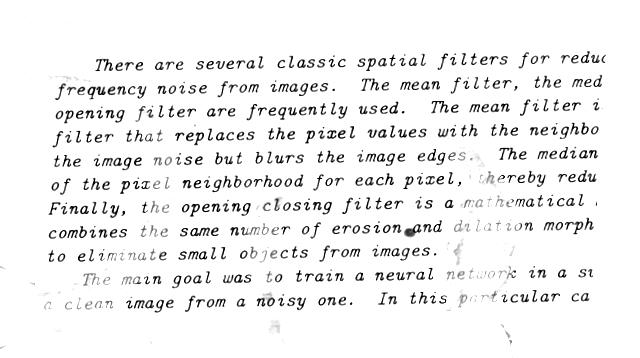 There are several classic spatial filters for reduc
frequency noise from images. The mean filter, the med
opening filter are frequently used. The mean filter i
filter that replaces the pixel values with the neighbo
the image noise but blurs the image edges. The median
of the pixel neighborhood for each pixel, thereby redu
Finally, the opening closing filter is a mathematical
combines the same number of erosion and dilation morph
to eliminate small objects from images.
The main goal was to train a neural network in a si
a clean image from a noisy one. In this particular ca